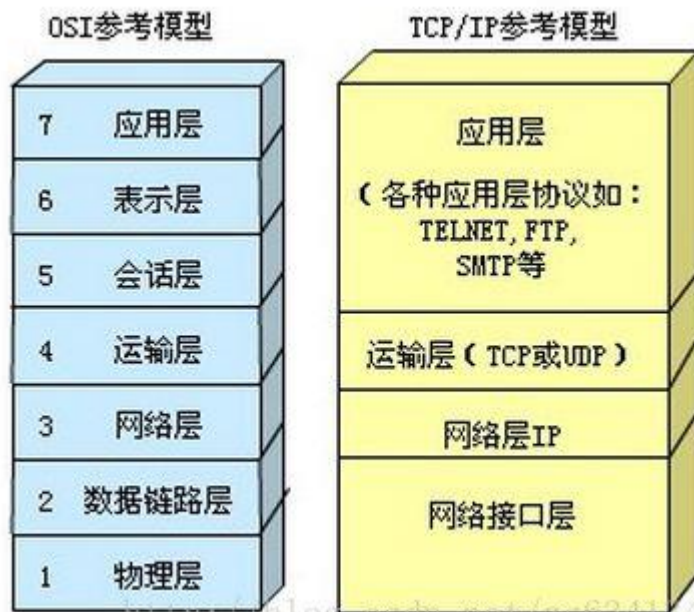 OSI参考模型
7 应用层
6 表示层
5 会话层
4 运输层
3 网络层
2 数据链路层
1 物理层
TCP/IP参考模型
应用层
(各种应用层协议如:
TELNET, FTP,
SMTP等
运输层(TCP或UDP)
网络层IP
网络接口层